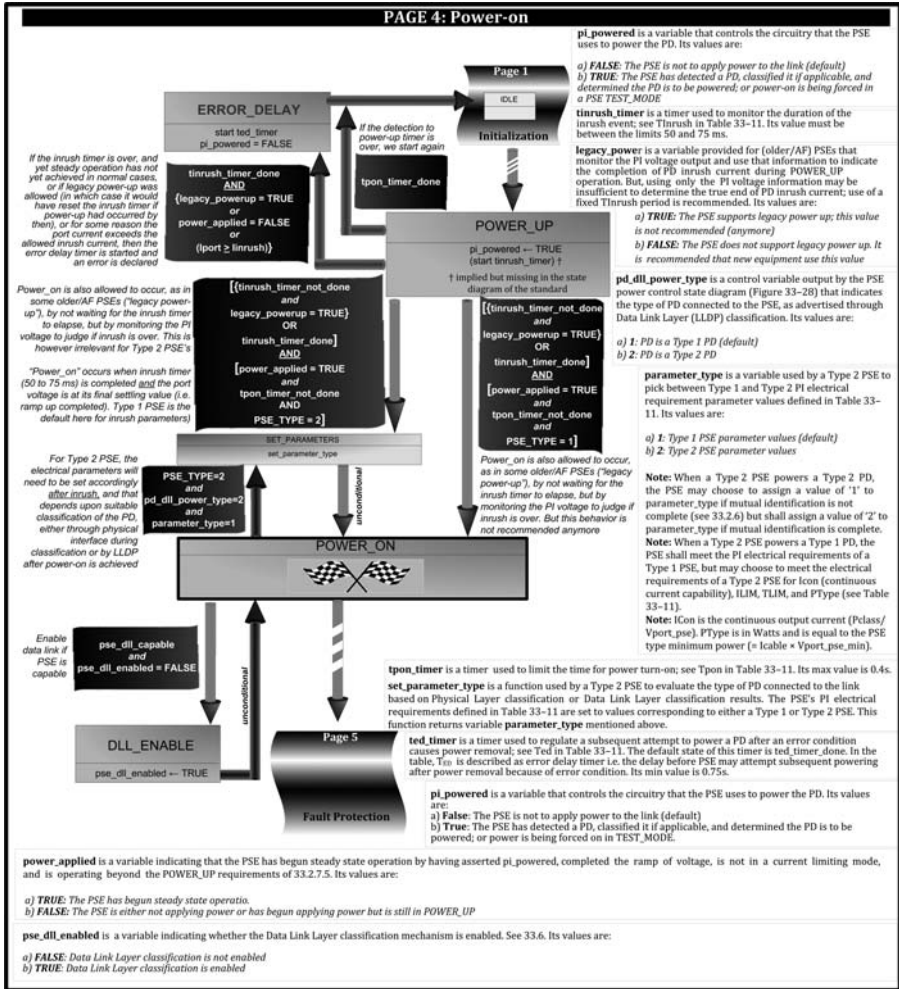 PAGE 4: Power-on
pi_powered is a variable that controls the circuitry that the PSE
uses to power the PD. Its values are:
a) FALSE: The PSE is not to apply power to the link (default)
b) TRUE: The PSE has detected a PD, classified it if applicable, and
determined the PD is to be powered; or power-on is being forced in
a PSE TEST_MODE
Page 1
IDLE
Initialization
ERROR_DELAY
start ted_timer
pi_powered = FALSE
If the detection to
power-up timer is
over, we start again
tinrush_timer is a timer used to monitor the duration of the
inrush event; see TInrush in Table 33–11. Its value must be
between the limits 50 and 75 ms.
legacy_power is a variable provided for (older/AF) PSEs that
monitor the PI voltage output and use that information to indicate
the completion of PD inrush current during POWER_UP
operation. But, using only the PI voltage information may be
insufficient to determine the true end of PD inrush current; use of a
fixed TInrush period is recommended. Its values are:
a) TRUE: The PSE supports legacy power up; this value
is not recommended (anymore)
b) FALSE: The PSE does not support legacy power up. It
is recommended that new equipment use this value
If the inrush timer is over, and
yet steady operation has not
yet achieved in normal cases,
or if legacy power-up was
allowed (in which case it would
have reset the inrush timer if
power-up had occurred by
then), or for some reason the
port current exceeds the
allowed inrush current, then the
error delay timer is started and
an error is declared
tinrush_timer_done
AND
{legacy_powerup = TRUE
or
power_applied = FALSE
or
(Iport ≥ Iinrush)}
tpon_timer_done
POWER_UP
pi_powered ← TRUE
(start tinrush_timer) †
† implied but missing in the state
diagram of the standard
pd_dll_power_type is a control variable output by the PSE
power control state diagram (Figure 33–28) that indicates
the type of PD connected to the PSE, as advertised through
Data Link Layer (LLDP) classification. Its values are:
a) 1: PD is a Type 1 PD (default)
b) 2: PD is a Type 2 PD
Power_on is also allowed to occur, as in
some older/AF PSEs ("legacy power-
up"), by not waiting for the inrush timer
to elapse, but by monitoring the PI
voltage to judge if inrush is over. This is
however irrelevant for Type 2 PSE's
"Power_on" occurs when inrush timer
(50 to 75 ms) is completed and the port
voltage is at its final settling value (i.e.
ramp up completed). Type 1 PSE is the
default here for inrush parameters)
[{tinrush_timer_not_done
and
legacy_powerup = TRUE}
OR
tinrush_timer_done]
AND
[power_applied = TRUE
and
tpon_timer_not_done
AND
PSE_TYPE = 2]
[{tinrush_timer_not_done
and
legacy_powerup = TRUE}
OR
tinrush_timer_done]
AND
[power_applied = TRUE
and
tpon_timer_not_done
and
PSE_TYPE = 1]
parameter_type is a variable used by a Type 2 PSE to
pick between Type 1 and Type 2 PI electrical
requirement parameter values defined in Table 33–
11. Its values are:
a) 1: Type 1 PSE parameter values (default)
b) 2: Type 2 PSE parameter values
Note: When a Type 2 PSE powers a Type 2 PD,
the PSE may choose to assign a value of '1' to
parameter_type if mutual identification is not
complete (see 33.2.6) but shall assign a value of '2' to
parameter_type if mutual identification is complete.
Note: When a Type 2 PSE powers a Type 1 PD, the
PSE shall meet the PI electrical requirements of a
Type 1 PSE, but may choose to meet the electrical
requirements of a Type 2 PSE for Icon (continuous
current capability), ILIM, TLIM, and PType (see Table
33–11).
Note: ICon is the continuous output current (Pclass/
Vport_pse). PType is in Watts and is equal to the PSE
type minimum power (= Icable × Vport_pse_min).
SET_PARAMETERS
set_parameter_type
For Type 2 PSE, the
electrical parameters will
need to be set accordingly
after inrush, and that
depends upon suitable
classification of the PD,
either through physical
interface during
classification or by LLDP
after power-on is achieved
PSE_TYPE=2
and
pd_dll_power_type=2
and
parameter_type=1
unconditional
Power_on is also allowed to occur,
as in some older/AF PSEs ("legacy
power-up"), by not waiting for the
inrush timer to elapse, but by
monitoring the PI voltage to judge if
inrush is over. But this behavior is
not recommended anymore
POWER_ON
Enable
data link if
PSE is
capable
pse_dll_capable
and
pse_dll_enabled = FALSE
unconditional
DLL_ENABLE
pse_dll_enabled ← TRUE
Page 5
Fault Protection
tpon_timer is a timer used to limit the time for power turn-on; see Tpon in Table 33–11. Its max value is 0.4s.
set_parameter_type is a function used by a Type 2 PSE to evaluate the type of PD connected to the link
based on Physical Layer classification or Data Link Layer classification results. The PSE's PI electrical
requirements defined in Table 33–11 are set to values corresponding to either a Type 1 or Type 2 PSE. This
function returns variable parameter_type mentioned above.
ted_timer is a timer used to regulate a subsequent attempt to power a PD after an error condition
causes power removal; see Ted in Table 33–11. The default state of this timer is ted_timer_done. In the
table, TED is described as error delay timer i.e. the delay before PSE may attempt subsequent powering
after power removal because of error condition. Its min value is 0.75s.
pi_powered is a variable that controls the circuitry that the PSE uses to power the PD. Its values
are:
a) False: The PSE is not to apply power to the link (default)
b) True: The PSE has detected a PD, classified it if applicable, and determined the PD is to be
powered; or power is being forced on in TEST_MODE.
power_applied is a variable indicating that the PSE has begun steady state operation by having asserted pi_powered, completed the ramp of voltage, is not in a current limiting mode,
and is operating beyond the POWER_UP requirements of 33.2.7.5. Its values are:
a) TRUE: The PSE has begun steady state operatio.
b) FALSE: The PSE is either not applying power or has begun applying power but is still in POWER_UP
pse_dll_enabled is a variable indicating whether the Data Link Layer classification mechanism is enabled. See 33.6. Its values are:
a) FALSE: Data Link Layer classification is not enabled
b) TRUE: Data Link Layer classification is enabled